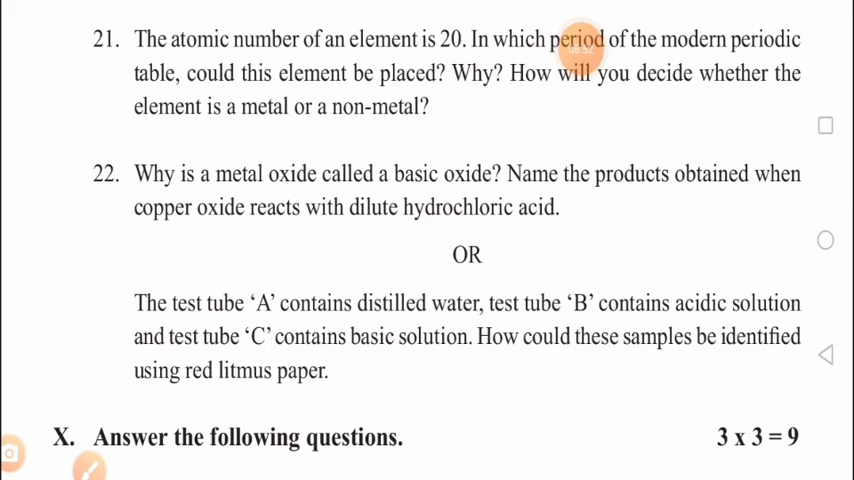 21. The atomic number of an element is 20. In which period of the modern periodic
table, could this element be placed? Why? How will you decide whether the
element is a metal or a non-metal?
22. Why is a metal oxide called a basic oxide? Name the products obtained when
copper oxide reacts with dilute hydrochloric acid.
OR
The test tube ‘A’ contains distilled water, test tube ‘B’ contains acidic solution
and test tube ‘C’ contains basic solution. How could these samples be identified
using red litmus paper.
X. Answer the following questions. 3 x 3 = 9